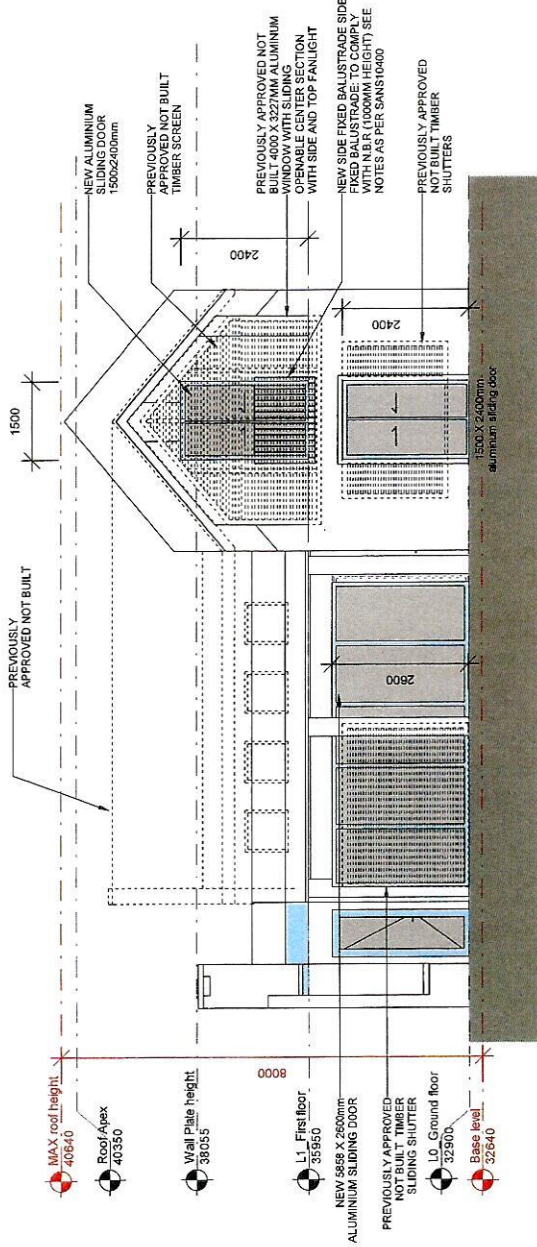 PREVIOUSLY
APPROVED NOT BUILT
1500
NEW ALUMINIUM
SLIDING DOOR
1500x2400mm
PREVIOUSLY
APPROVED NOT BUILT
TIMBER SCREEN
PREVIOUSLY APPROVED NOT
BUILT 4000 X 3227MM ALUMINIUM
WINDOW WITH SLIDING
OPENABLE CENTER SECTION
WITH SIDE AND TOP FANLIGHT
NEW SIDE FIXED BALUSTRADE SIDE
FIXED BALUSTRADE: TO COMPLY
WITH N.B.R (1000MM HEIGHT) SEE
NOTES AS PER SANS10400
PREVIOUSLY APPROVED
NOT BUILT TIMBER
SHUTTERS
2400
2400
1500 X 2400mm
aluminium sliding door
2600
8000
MAX roof height
40640
Roof Apex
40350
Wall Plate height
38055
L1_First floor
35950
L0_Ground floor
32900
Base level
32640
NEW 5858 X 2600mm
ALUMINIUM SLIDING DOOR
PREVIOUSLY APPROVED
NOT BUILT TIMBER
SLIDING SHUTTER